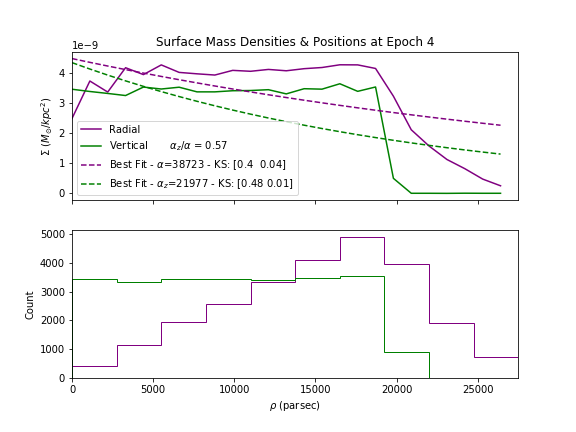 Surface Mass Densities & Positions at Epoch 4
1e−9
4
3
2
1
0
Σ (M⊙/kpc²)
Radial
Vertical αz/α = 0.57
Best Fit - α=38723 - KS: [0.4 0.04]
Best Fit - αz=21977 - KS: [0.48 0.01]
5000
4000
3000
2000
1000
0
Count
0 5000 10000 15000 20000 25000
ρ (parsec)